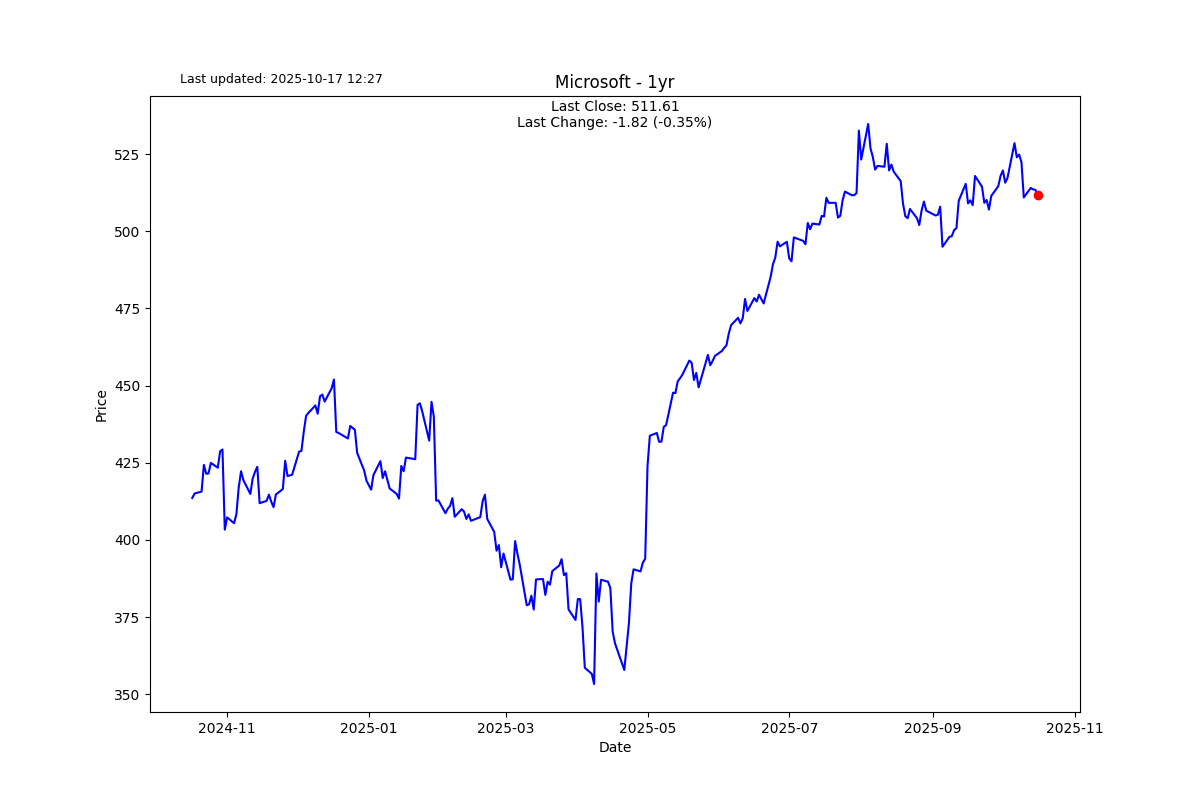 Last updated: 2025-10-17 12:27
Microsoft - 1yr
Last Close: 511.61
Last Change: -1.82 (-0.35%)
Price
525
500
475
450
425
400
375
350
2024-11
2025-01
2025-03
2025-05
2025-07
2025-09
2025-11
Date